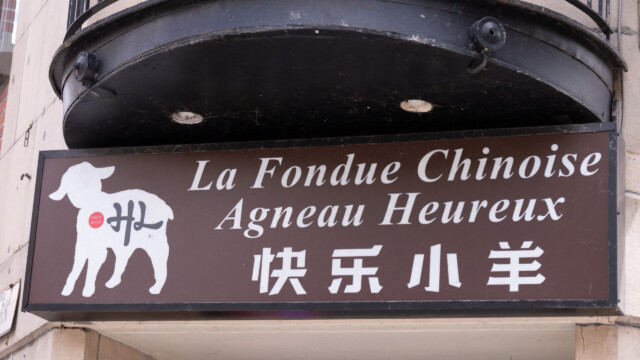 La Fondue Chinoise
Agneau Heureux
快乐小羊
HL